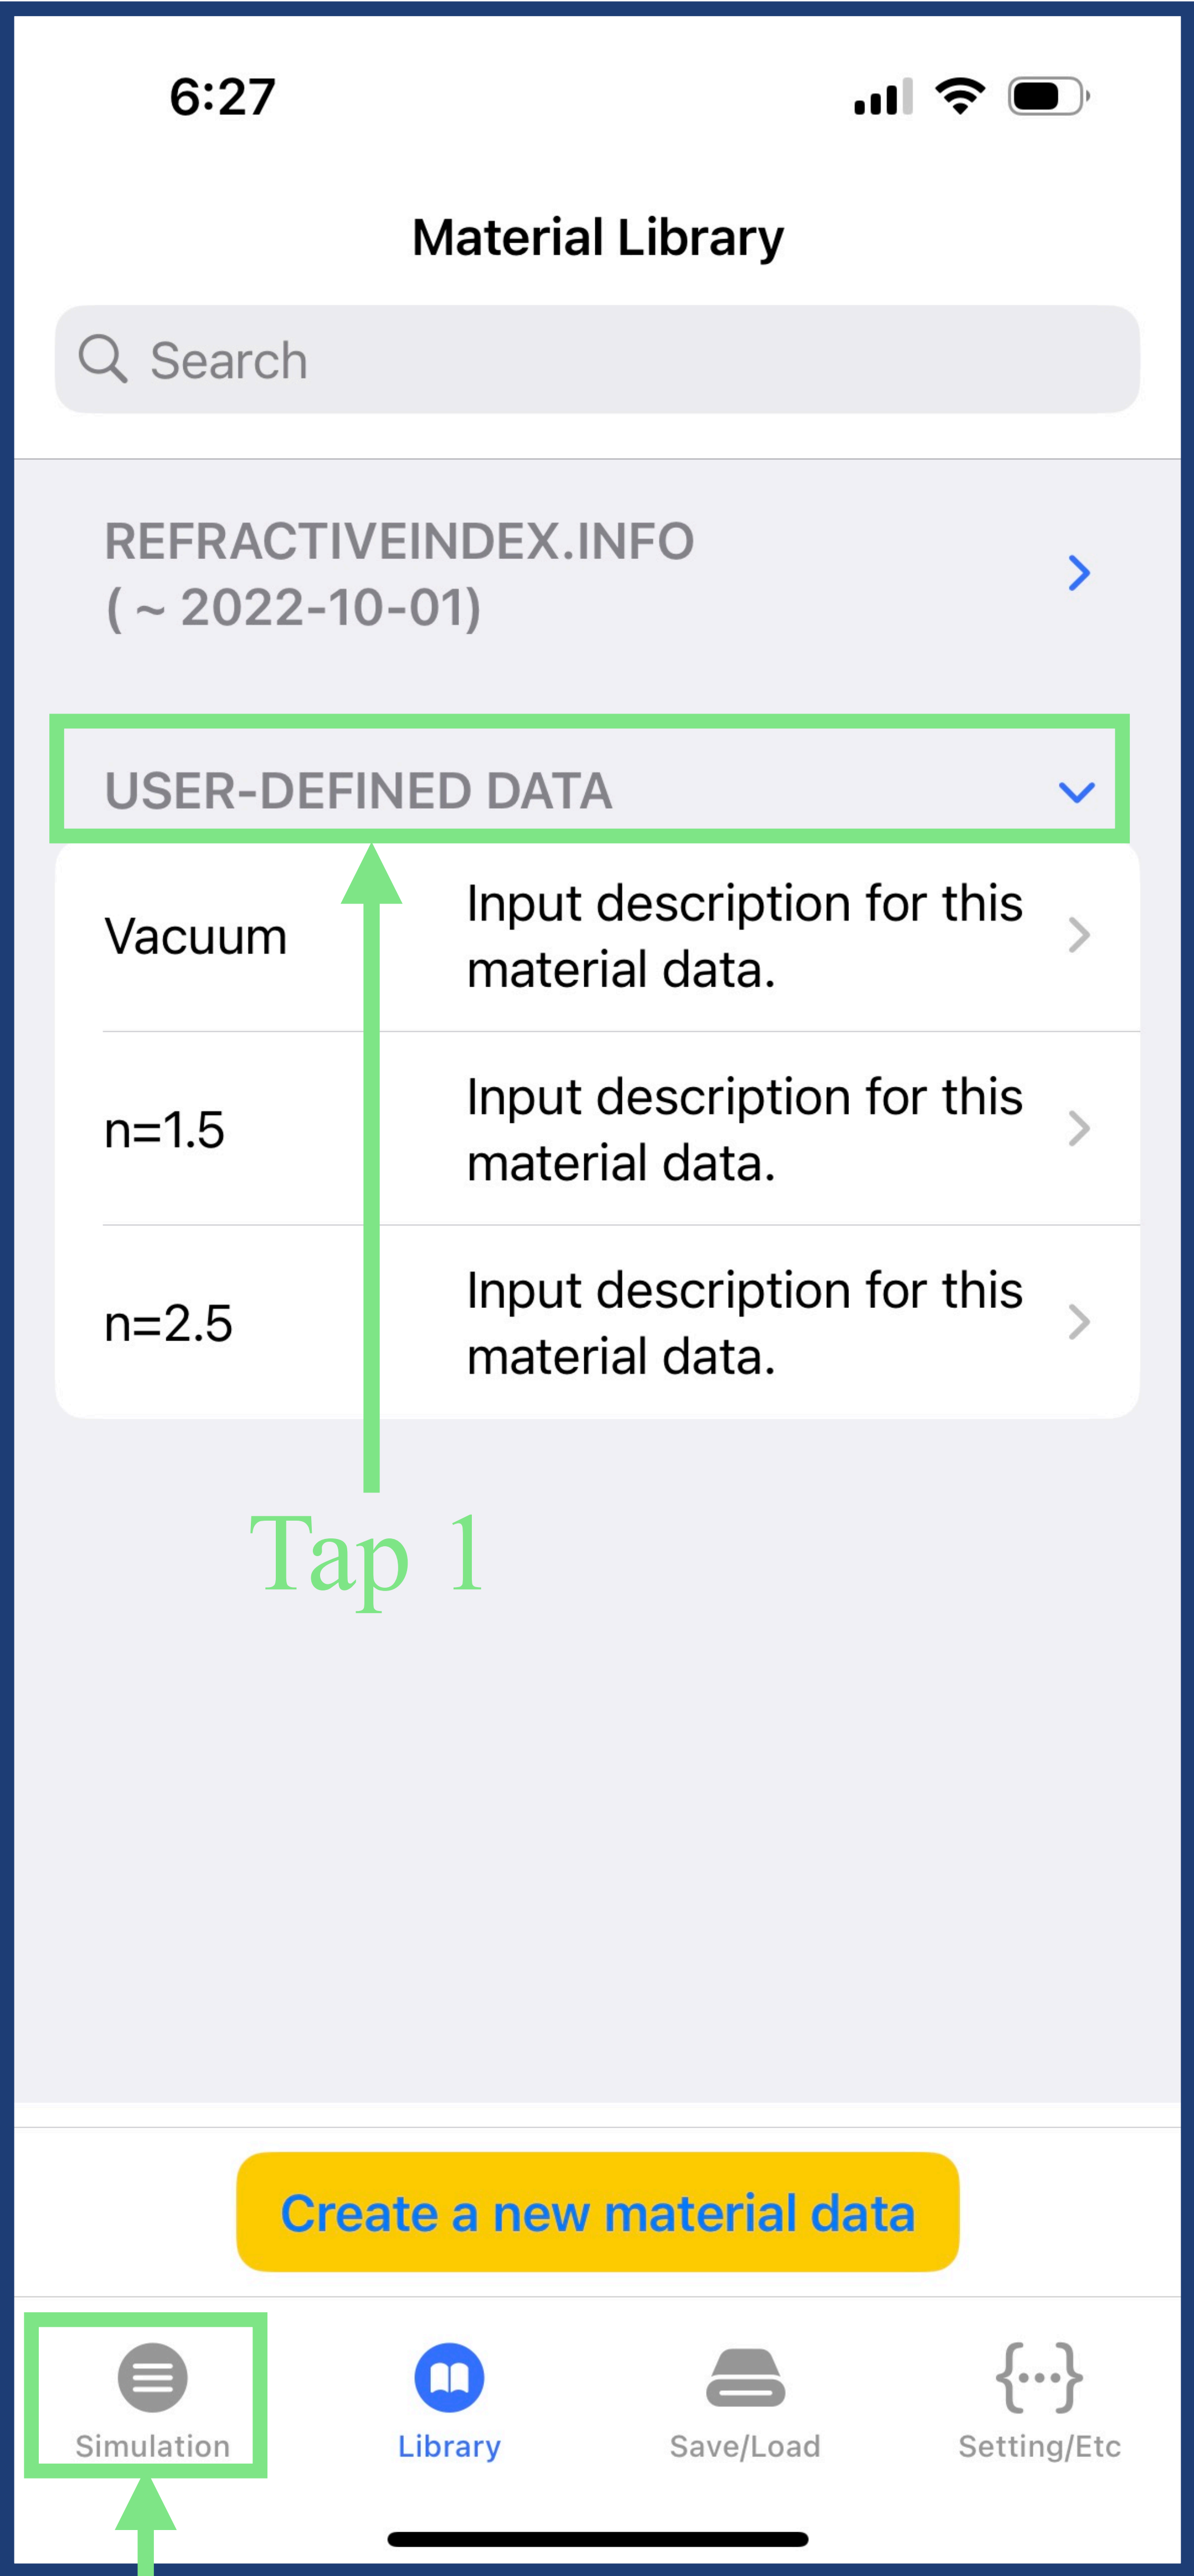 6:27
Material Library
Search
REFRACTIVEINDEX.INFO
( ~ 2022-10-01)
USER-DEFINED DATA
Vacuum
Input description for this
material data.
n=1.5
Input description for this
material data.
n=2.5
Input description for this
material data.
Tap 1
Create a new material data
Simulation
Library
Save/Load
Setting/Etc